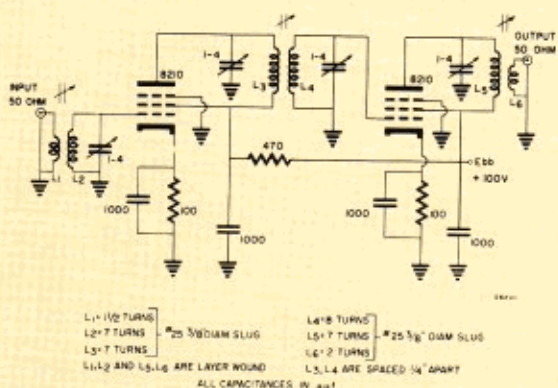 INPUT
50 OHM
L1
L2
1-4
8210
1000
100
1-4
L3
L4
1-4
470
1000
8210
1-4
L5
L6
OUTPUT
50 OHM
Ebb
+100V
1000
100
1000
L1=1 1/2 TURNS
L2=7 TURNS
L3=7 TURNS
#25 3/8" DIAM SLUG
L1,L2 AND L5,L6 ARE LAYER WOUND
L4=8 TURNS
L5=7 TURNS
L6=2 TURNS
#25 3/8" DIAM SLUG
L3,L4 ARE SPACED 1/4" APART
ALL CAPACITANCES IN